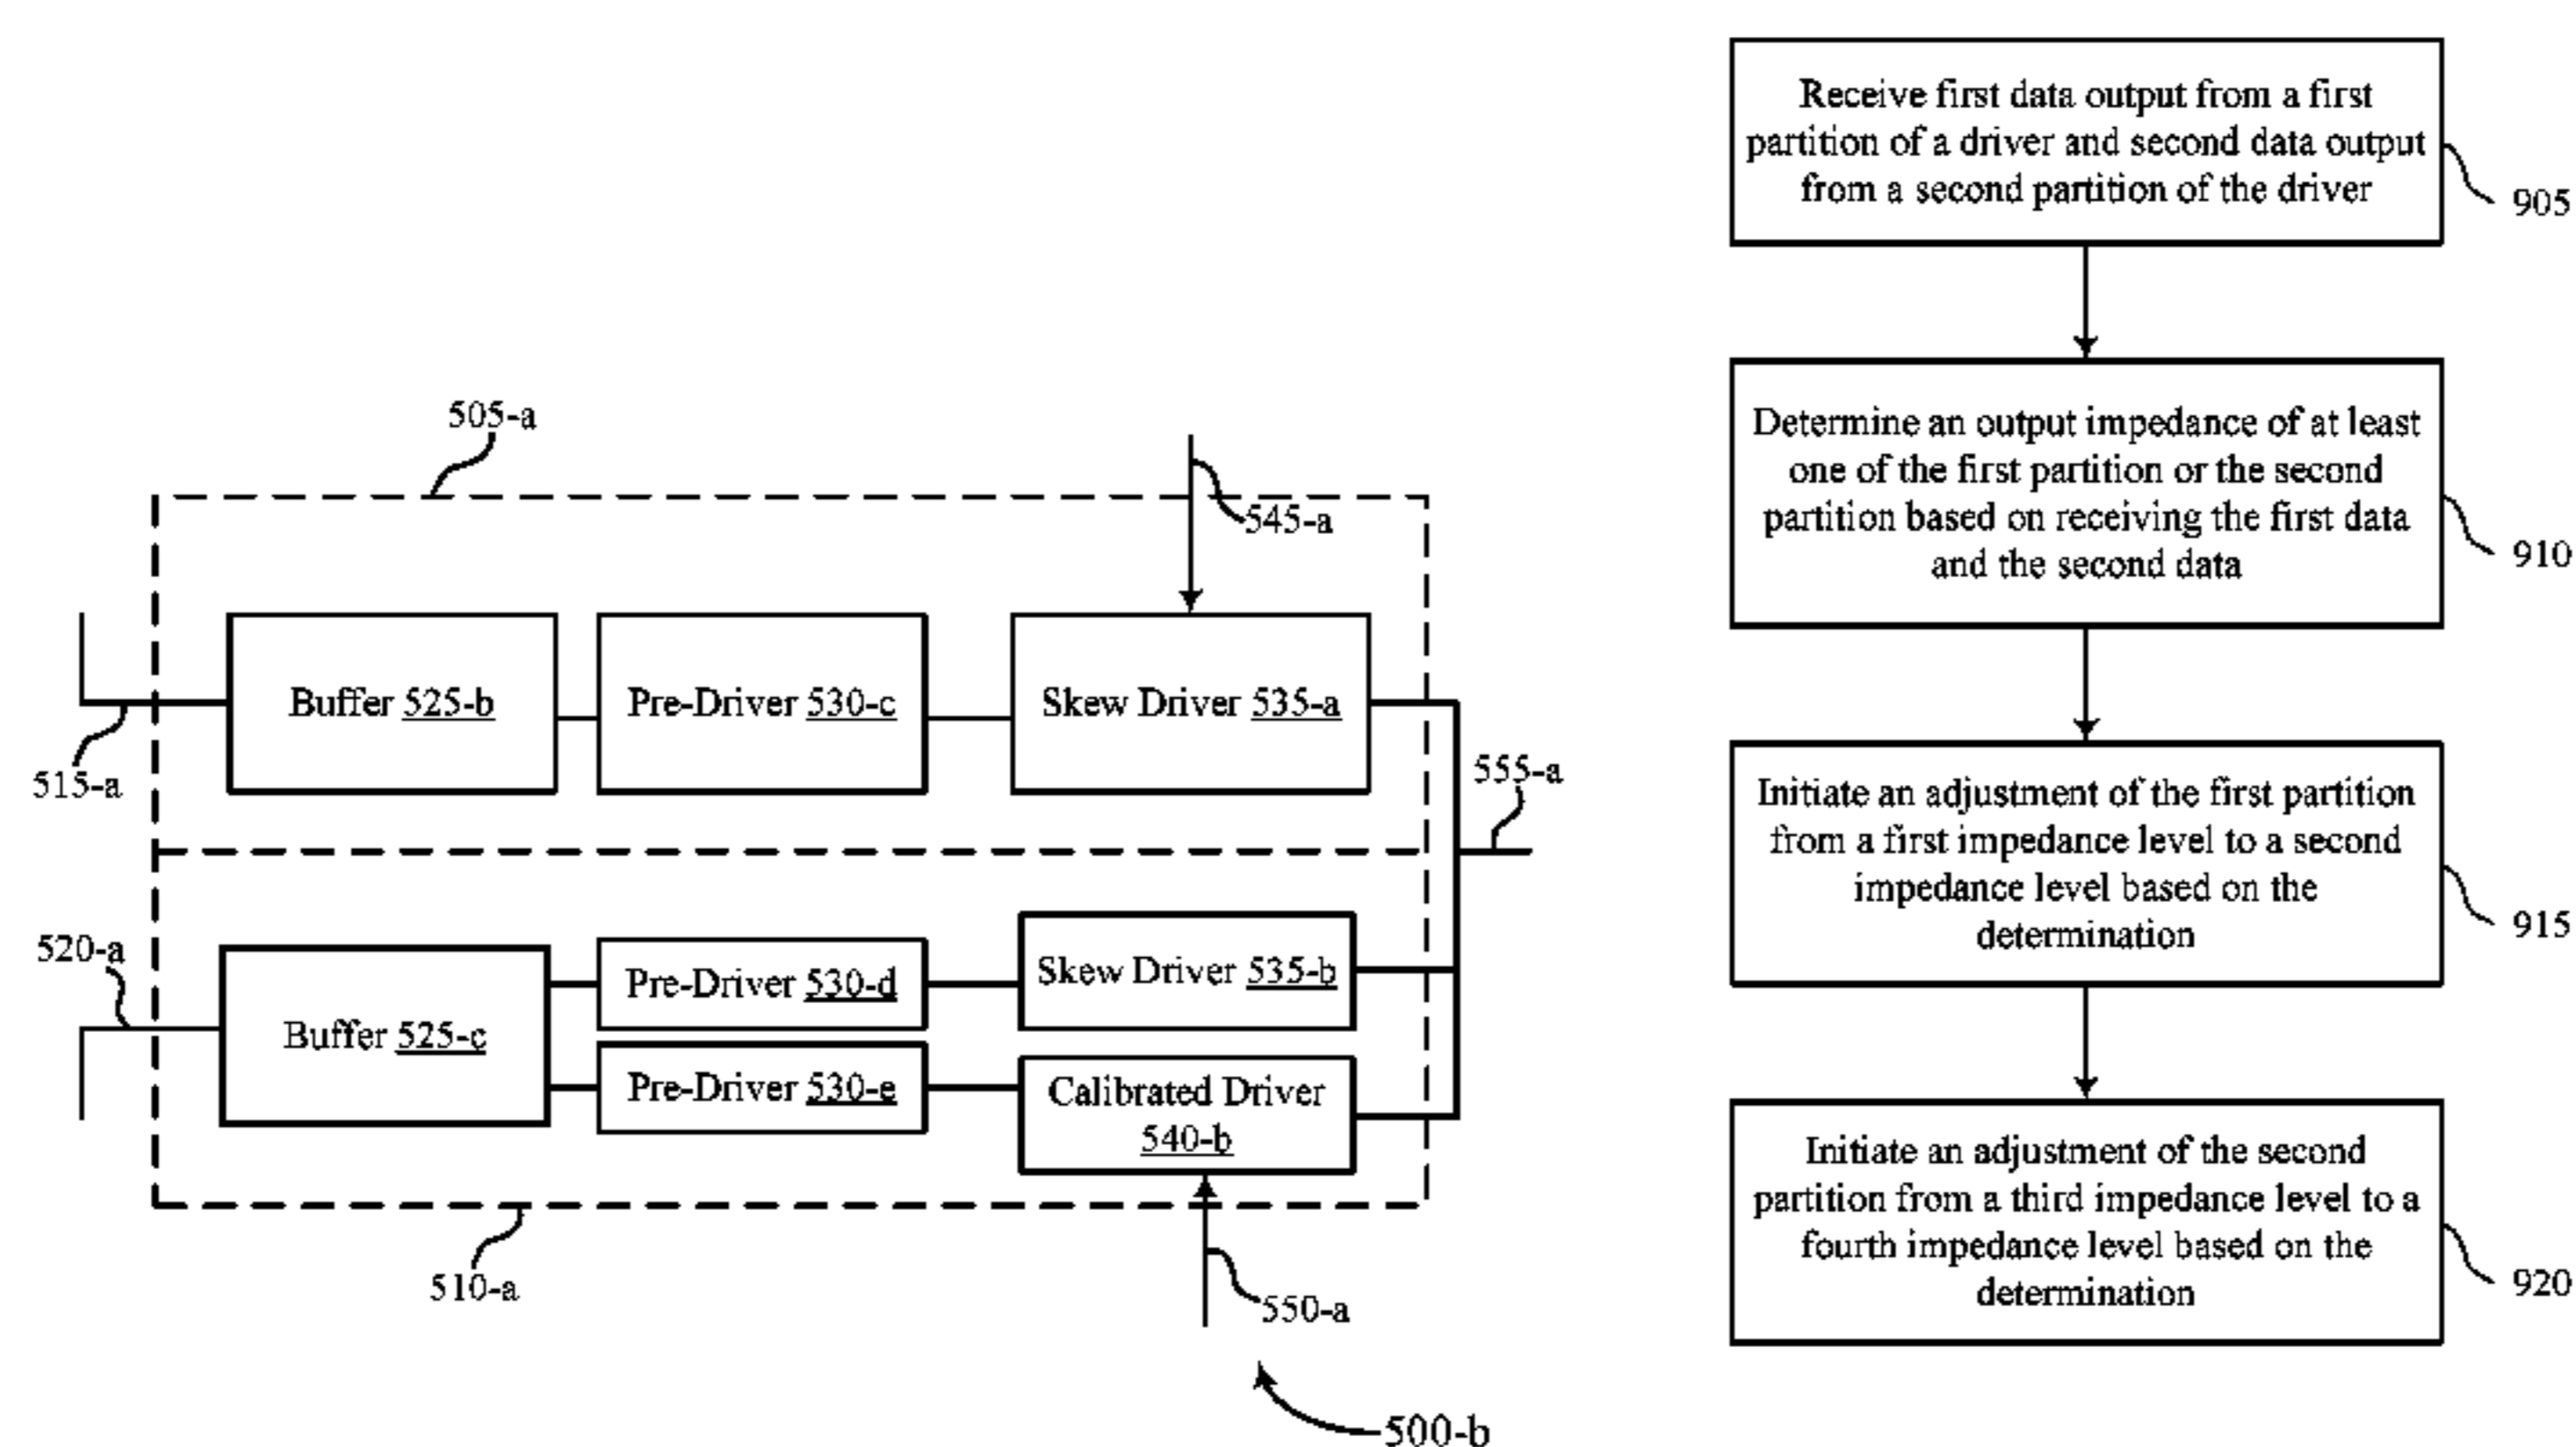 505-a
545-a
Buffer 525-b
Pre-Driver 530-c
Skew Driver 535-a
515-a
555-a
520-a
Buffer 525-c
Pre-Driver 530-d
Skew Driver 535-b
Pre-Driver 530-e
Calibrated Driver
540-b
510-a
550-a
500-b
Receive first data output from a first
partition of a driver and second data output
from a second partition of the driver
905
Determine an output impedance of at least
one of the first partition or the second
partition based on receiving the first data
and the second data
910
Initiate an adjustment of the first partition
from a first impedance level to a second
impedance level based on the
determination
915
Initiate an adjustment of the second
partition from a third impedance level to a
fourth impedance level based on the
determination
920